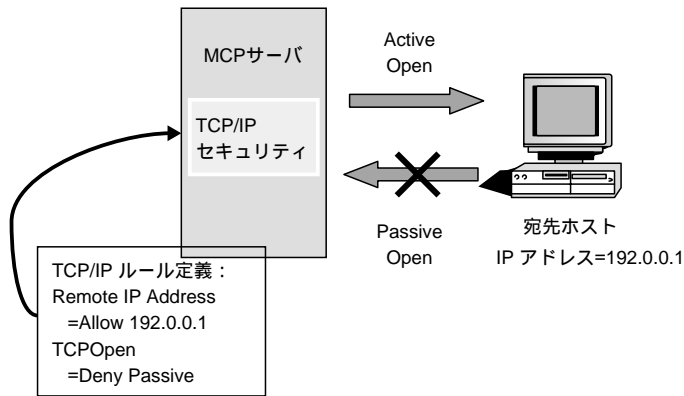 MCPサーバ
TCP/IP
セキュリティ
Active
Open
Passive
Open
宛先ホスト
IP アドレス=192.0.0.1
TCP/IP ルール定義：
Remote IP Address
=Allow 192.0.0.1
TCPOpen
=Deny Passive